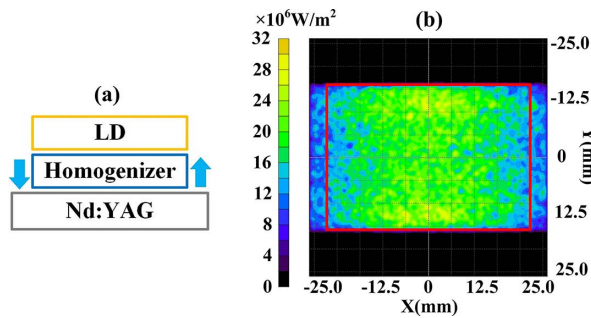 (a)
LD
Homogenizer
Nd:YAG
×10⁶W/m²
(b)
32
28
24
20
16
12
8
4
0
-25.0
-12.5
0
12.5
25.0
Y(mm)
-25.0 -12.5 0 12.5 25.0
X(mm)